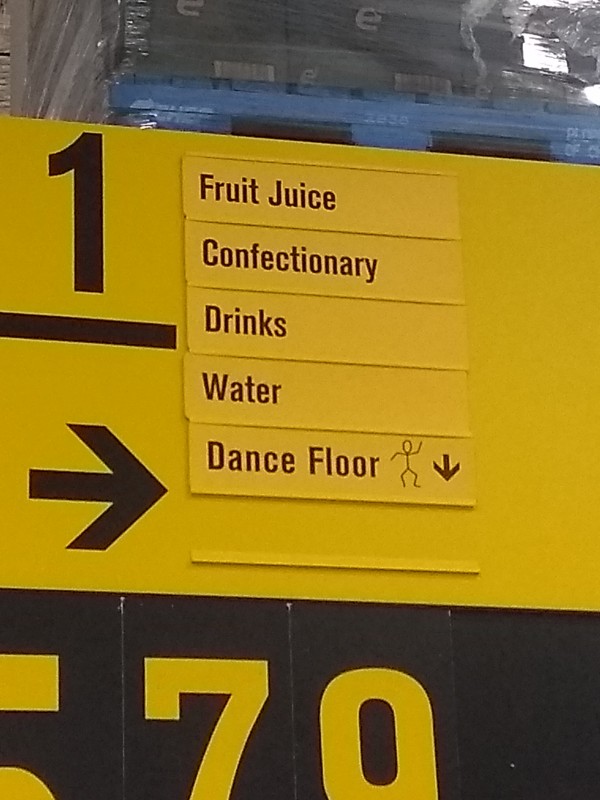 1
Fruit Juice
Confectionary
Drinks
Water
Dance Floor
579